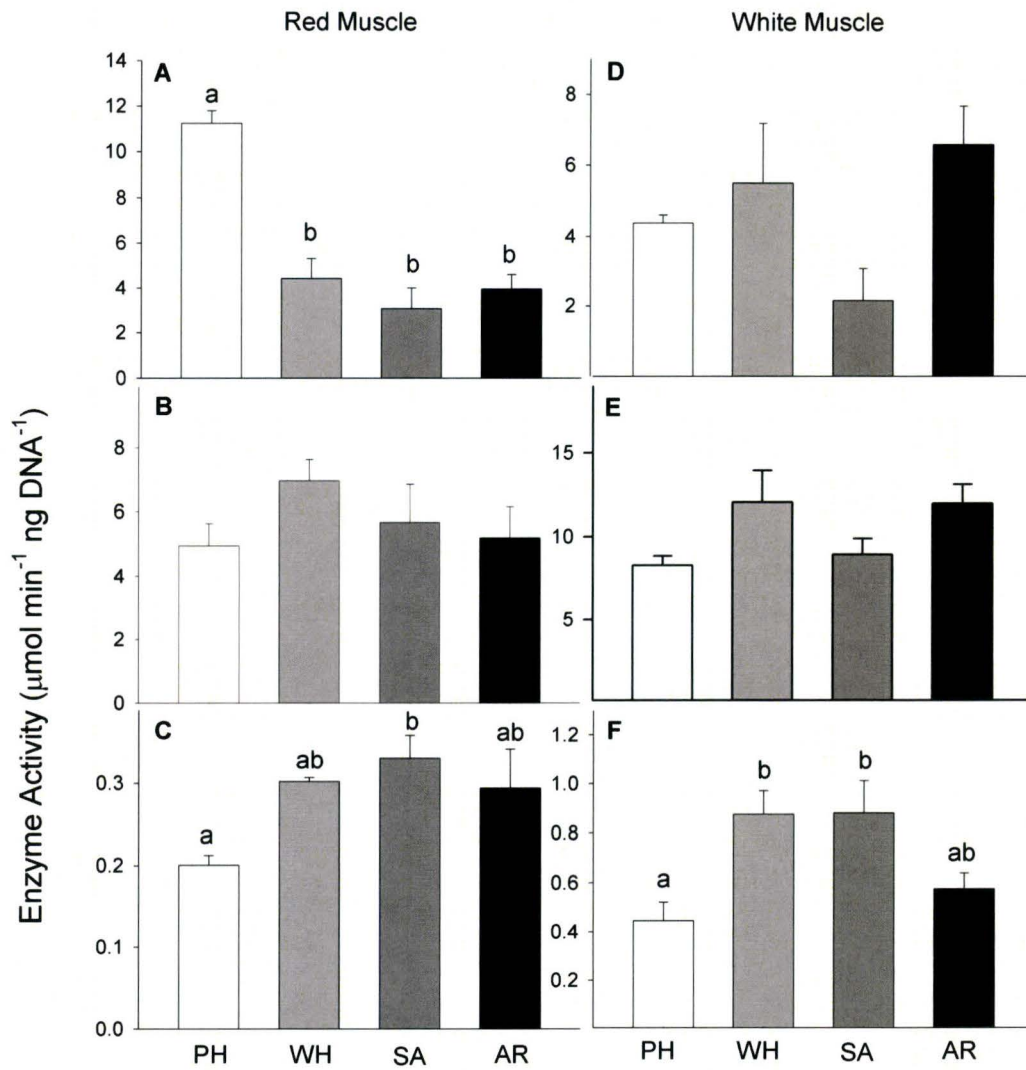 Red Muscle
White Muscle
Enzyme Activity (μmol min⁻¹ ng DNA⁻¹)
A
14
12
10
8
6
4
2
0
a
b
b
b
D
8
6
4
2
B
8
6
4
2
0
E
15
10
5
C
0.3
0.2
0.1
0.0
a
ab
b
ab
F
1.2
1.0
0.8
0.6
0.4
0.2
a
b
b
ab
PH WH SA AR
PH WH SA AR